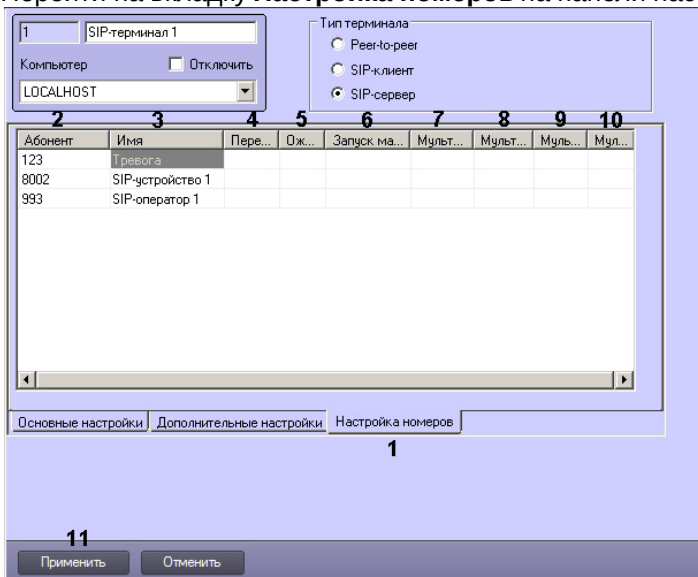 на вкладку Настройка номеров на панели нас
1 SIP-терминал 1
Компьютер Отключить
LOCALHOST
Тип терминала
Peer-to-peer
SIP-клиент
SIP-сервер
2 3 4 5 6 7 8 9 10
Абонент Имя Пере... Ож... Запуск ма... Мульт... Мульт... Муль... Мул...
123 Тревога
8002 SIP-устройство 1
993 SIP-оператор 1
Основные настройки Дополнительные настройки Настройка номеров
1
11
Применить Отменить